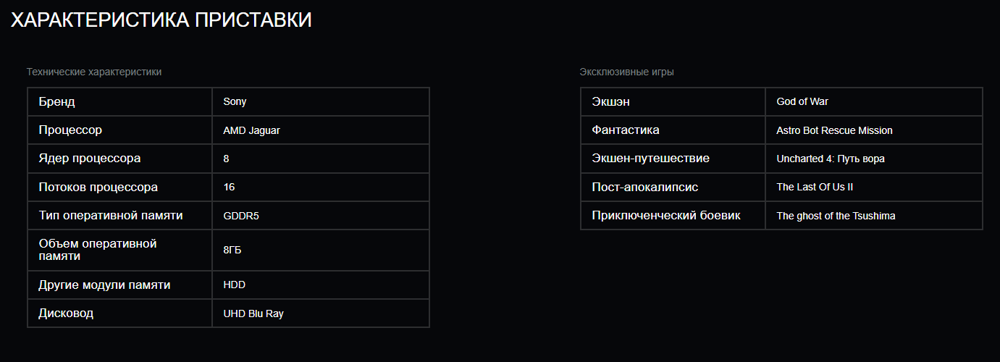 ХАРАКТЕРИСТИКА ПРИСТАВКИ
Технические характеристики
Бренд Sony
Процессор AMD Jaguar
Ядер процессора 8
Потоков процессора 16
Тип оперативной памяти GDDR5
Объем оперативной
памяти 8ГБ
Другие модули памяти HDD
Дисковод UHD Blu Ray
Эксклюзивные игры
Экшэн God of War
Фантастика Astro Bot Rescue Mission
Экшен-путешествие Uncharted 4: Путь вора
Пост-апокалипсис The Last Of Us II
Приключенческий боевик The ghost of the Tsushima